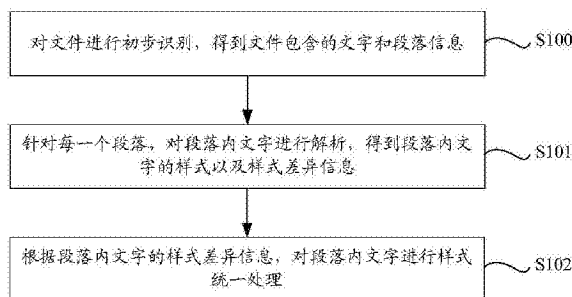 对文件进行初步识别，得到文件包含的文字和段落信息
S100
针对每一个段落，对段落内文字进行解析，得到段落内文
字的样式以及样式差异信息
S101
根据段落内文字的样式差异信息，对段落内文字进行样式
统一处理
S102